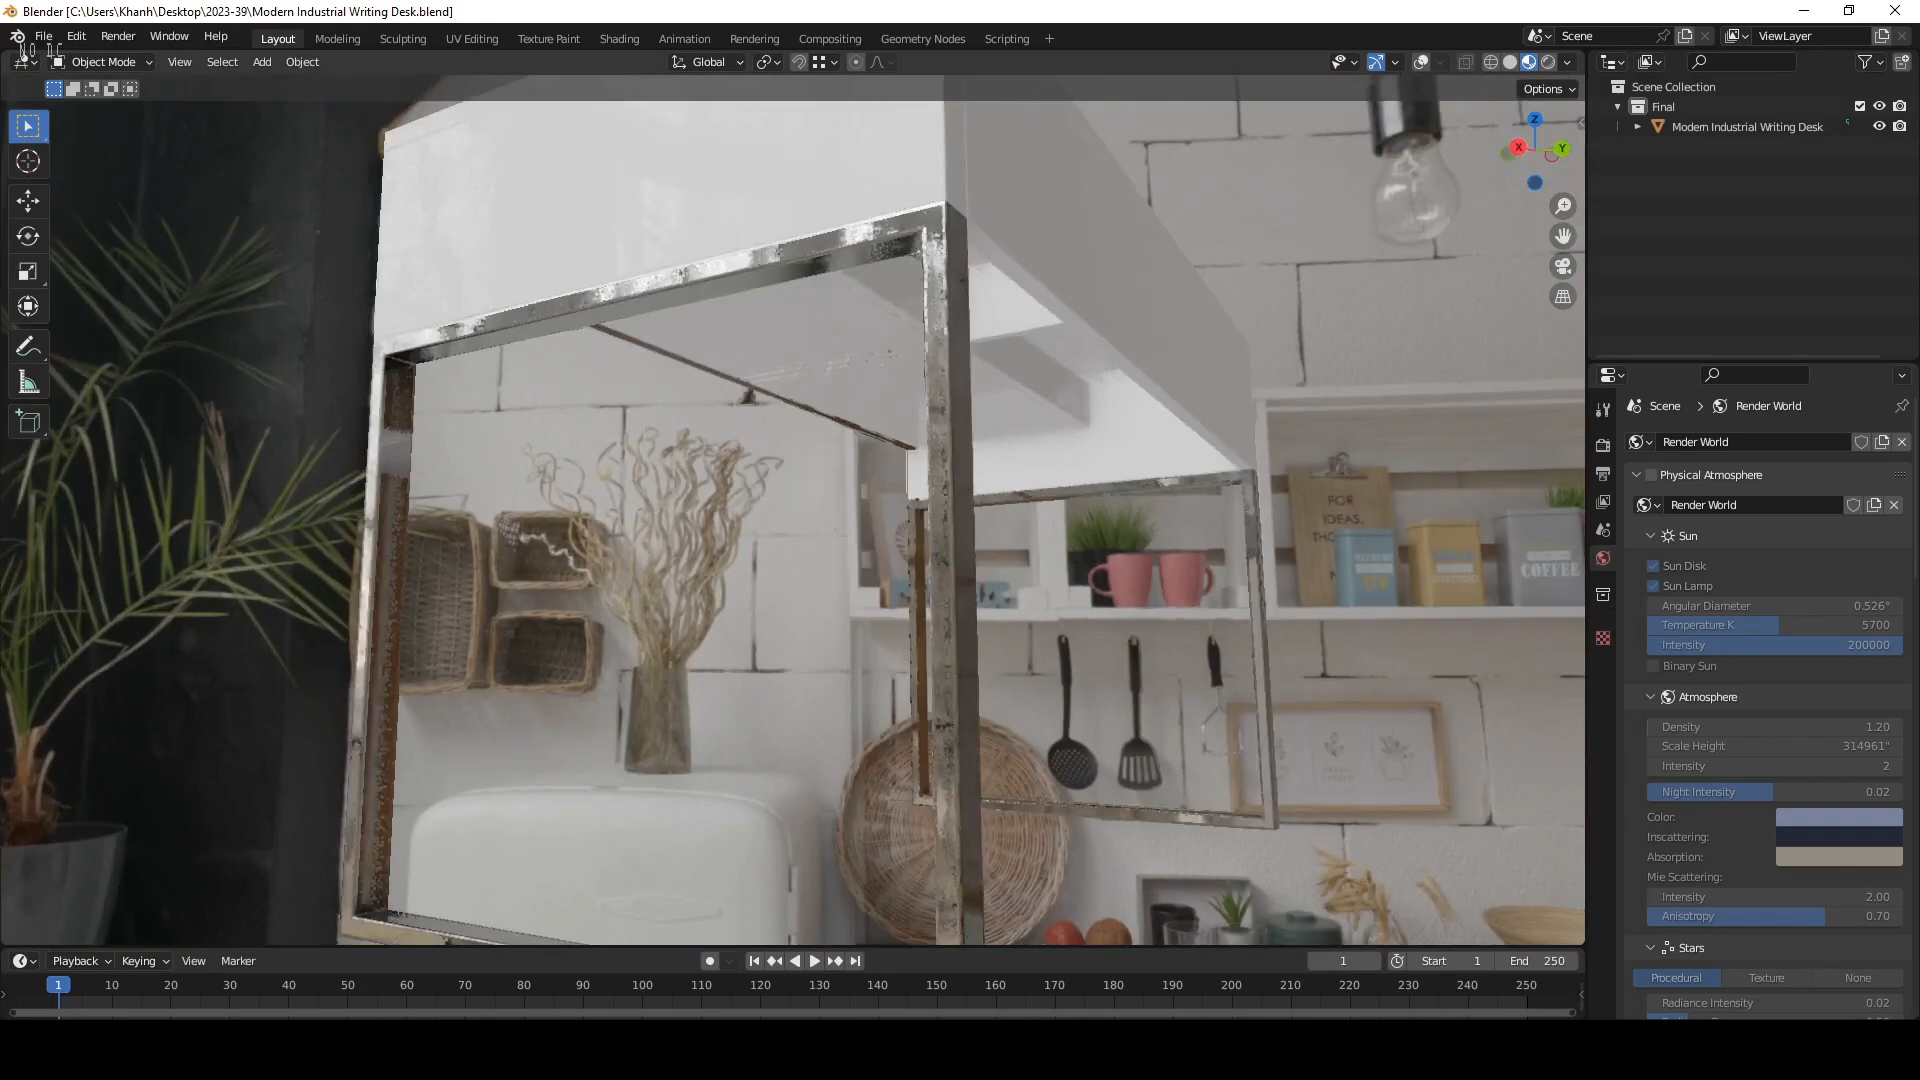 Blender [C:\Users\Khanh\Desktop\2023-39\Modern Industrial Writing Desk.blend]
File Edit Render Window Help
Layout Modeling Sculpting UV Editing Texture Paint Shading Animation Rendering Compositing Geometry Nodes Scripting +
Scene
ViewLayer
Object Mode View Select Add Object
Global
Options
Z
X
Y
Scene Collection
Final
Modern Industrial Writing Desk
Scene > Render World
Render World
Physical Atmosphere
Render World
Sun
Sun Disk
Sun Lamp
Angular Diameter 0.526°
Temperature K 5700
Intensity 200000
Binary Sun
Atmosphere
Density 1.20
Scale Height 314961"
Intensity 2
Night Intensity 0.02
Color:
Inscattering:
Absorption:
Mie Scattering:
Intensity 2.00
Anisotropy 0.70
Stars
Procedural Texture None
Radiance Intensity 0.02
FOR
IDEAS.
COFFEE
Playback Keying View Marker
1
Start 1
End 250
1 10 20 30 40 50 60 70 80 90 100 110 120 130 140 150 160 170 180 190 200 210 220 230 240 250